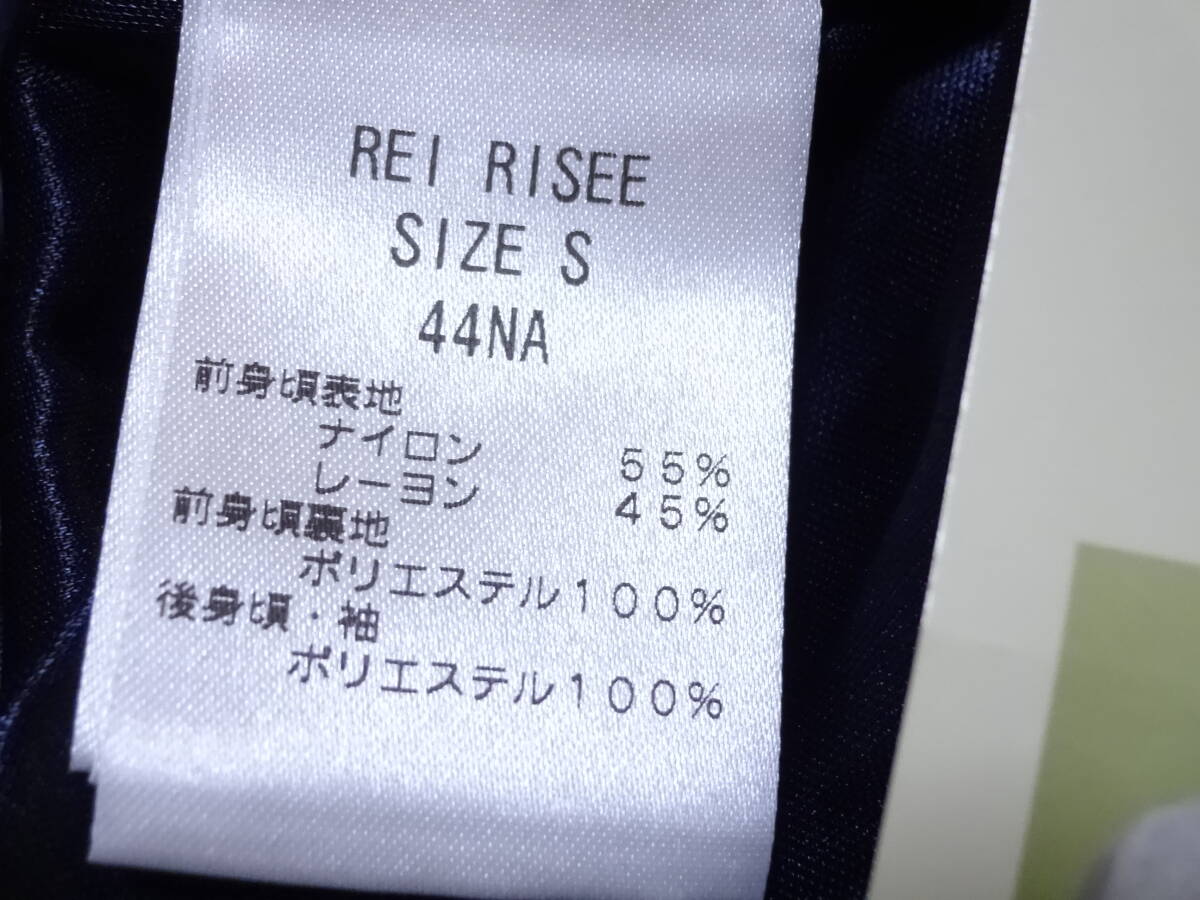 REI RISEE
SIZE S
44NA
前身頃表地
ナイロン 55%
レーヨン 45%
前身頃裏地
ポリエステル100%
後身頃・袖
ポリエステル100%